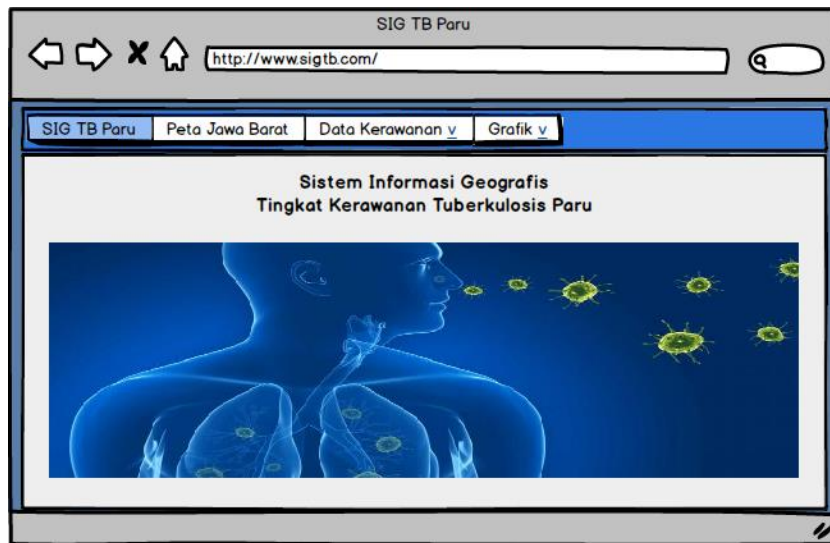 SIG TB Paru
http://www.sigtb.com/
SIG TB Paru Peta Jawa Barat Data Kerawanan v Grafik v
Sistem Informasi Geografis
Tingkat Kerawanan Tuberkulosis Paru